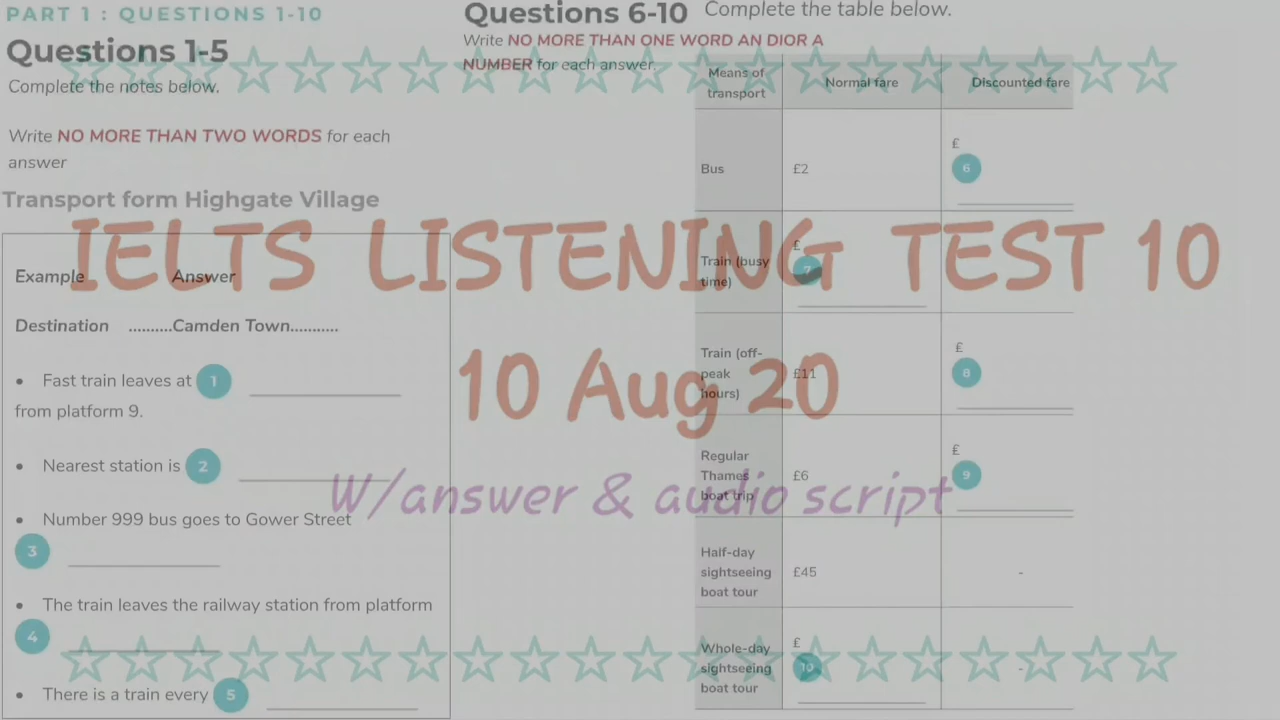 PART 1 : QUESTIONS 1-10
Questions 1-5
Complete the notes below.
Write NO MORE THAN TWO WORDS for each
answer
Transport form Highgate Village
Example Answer
Destination ..........Camden Town...........
• Fast train leaves at 1
from platform 9.
• Nearest station is 2
• Number 999 bus goes to Gower Street
3
• The train leaves the railway station from platform
4
• There is a train every 5
Questions 6-10
Complete the table below.
Write NO MORE THAN ONE WORD AN DIOR A
NUMBER for each answer.
Means of
transport
Normal fare
Discounted fare
Bus
£2
£
6
Train (busy
time)
£
7
Train (off-
peak
hours)
£11
£
8
Regular
Thames
boat trip
£6
£
9
Half-day
sightseeing
boat tour
£45
-
Whole-day
sightseeing
boat tour
£
10
-
IELTS LISTENING TEST 10
10 Aug 20
W/answer & audio script